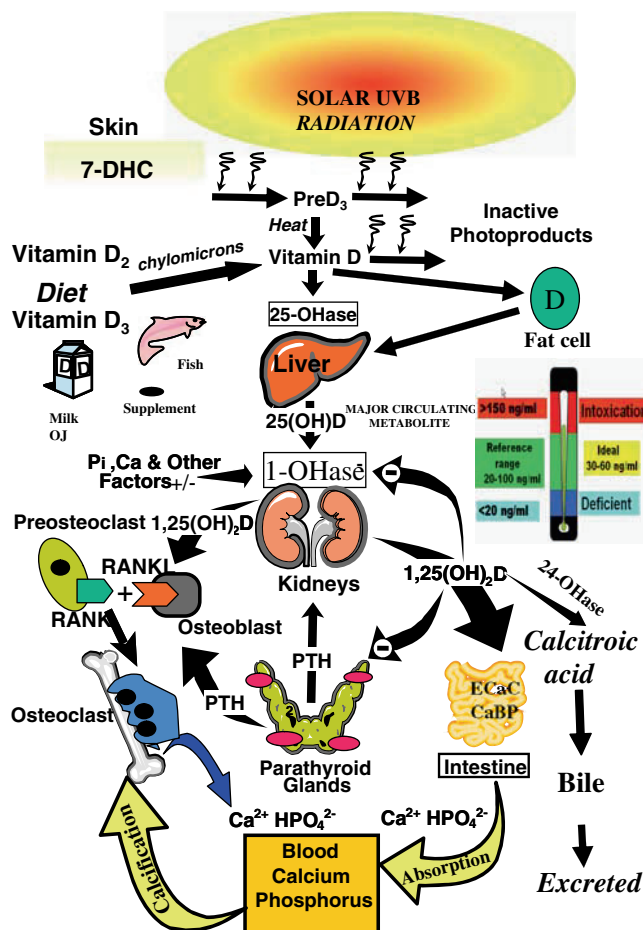 SOLAR UVB
RADIATION
Skin
7-DHC
PreD₃
Heat
Inactive
Photoproducts
Vitamin D₂
chylomicrons
Vitamin D
Diet
Vitamin D₃
25-OHase
D
Fat cell
Fish
Liver
D D
Milk
OJ
Supplement
25(OH)D
MAJOR CIRCULATING
METABOLITE
>150 ng/ml
Intoxication
Reference
range
20-100 ng/ml
Ideal
30-60 ng/ml
<20 ng/ml
Deficient
Pi ,Ca & Other
Factors+/-
1-OHase
Preosteoclast
1,25(OH)₂D
Kidneys
1,25(OH)₂D
24-OHase
RANKL
RANK
Osteoblast
Calcitroic
acid
PTH
PTH
ECaC
CaBP
Osteoclast
Parathyroid
Glands
Intestine
Bile
Ca²⁺ HPO₄²⁻
Ca²⁺ HPO₄²⁻
Calcification
Blood
Calcium
Phosphorus
Absorption
Excreted